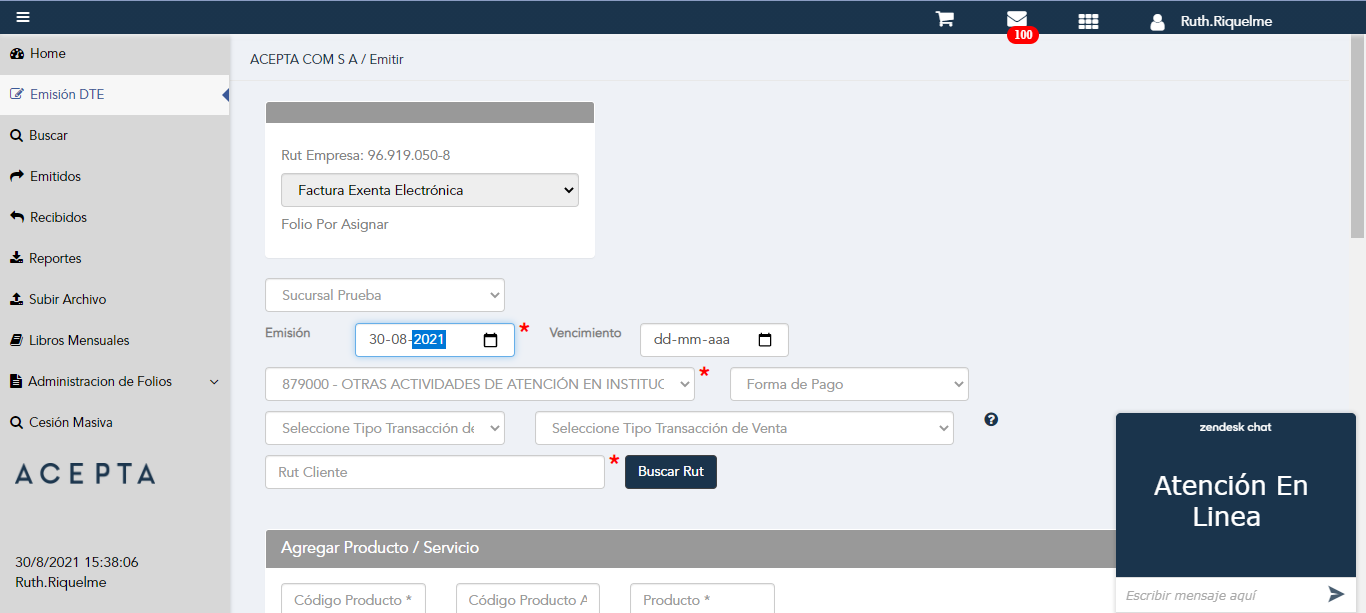 Ruth.Riquelme
100
Home
Emisión DTE
Buscar
Emitidos
Recibidos
Reportes
Subir Archivo
Libros Mensuales
Administracion de Folios
Cesión Masiva
ACEPTA
30/8/2021 15:38:06
Ruth.Riquelme
ACEPTA COM S A / Emitir
Rut Empresa: 96.919.050-8
Factura Exenta Electrónica
Folio Por Asignar
Sucursal Prueba
Emisión 30-08-2021 * Vencimiento dd-mm-aaa
879000 - OTRAS ACTIVIDADES DE ATENCIÓN EN INSTITUC * Forma de Pago
Seleccione Tipo Transacción de Seleccione Tipo Transacción de Venta ?
Rut Cliente * Buscar Rut
Agregar Producto / Servicio
Código Producto * Código Producto A Producto *
zendesk chat
Atención En
Linea
Escribir mensaje aquí